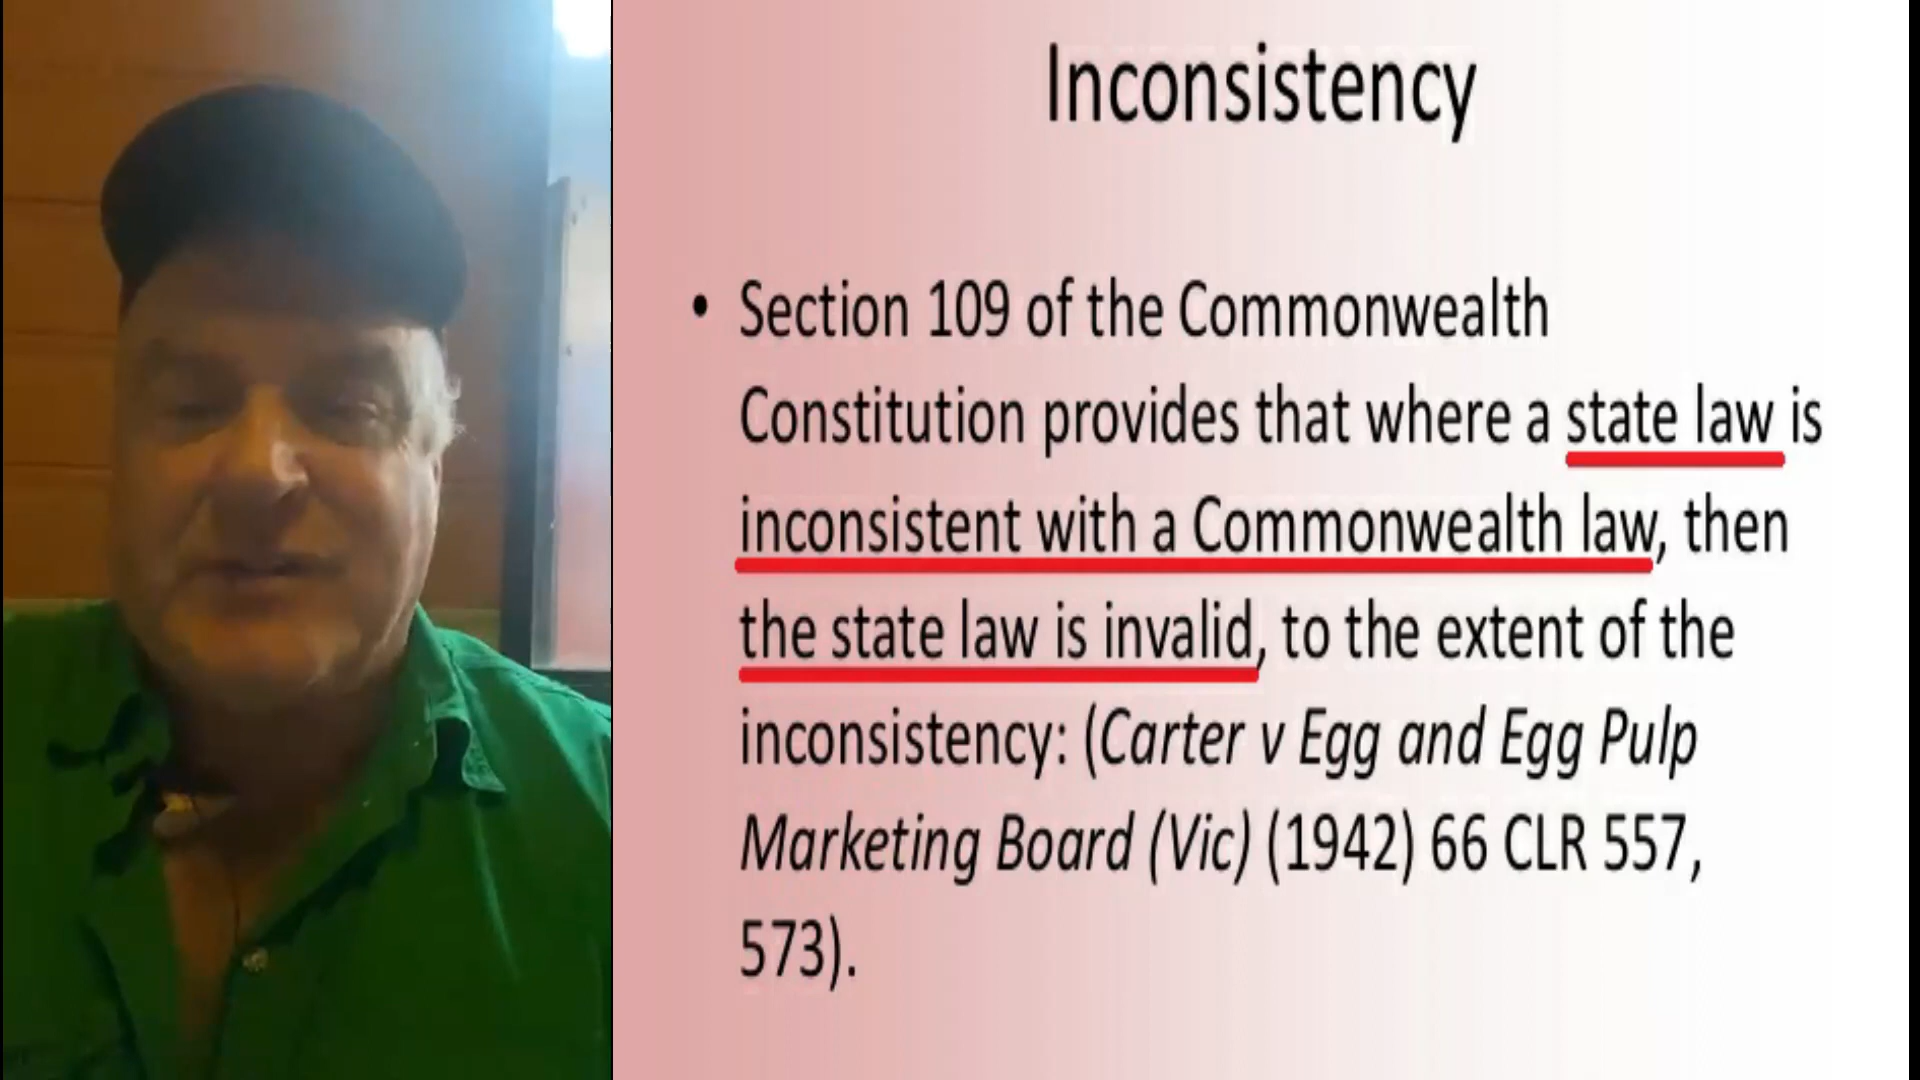 Inconsistency
• Section 109 of the Commonwealth
Constitution provides that where a state law is
inconsistent with a Commonwealth law, then
the state law is invalid, to the extent of the
inconsistency: (Carter v Egg and Egg Pulp
Marketing Board (Vic) (1942) 66 CLR 557,
573).